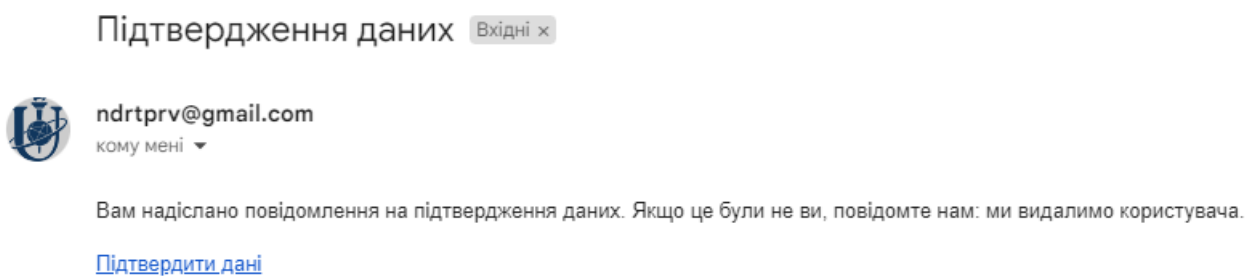 Підтвердження даних Вхідні ×
ndrtprv@gmail.com
кому мені
Вам надіслано повідомлення на підтвердження даних. Якщо це були не ви, повідомте нам: ми видалимо користувача.
Підтвердити дані